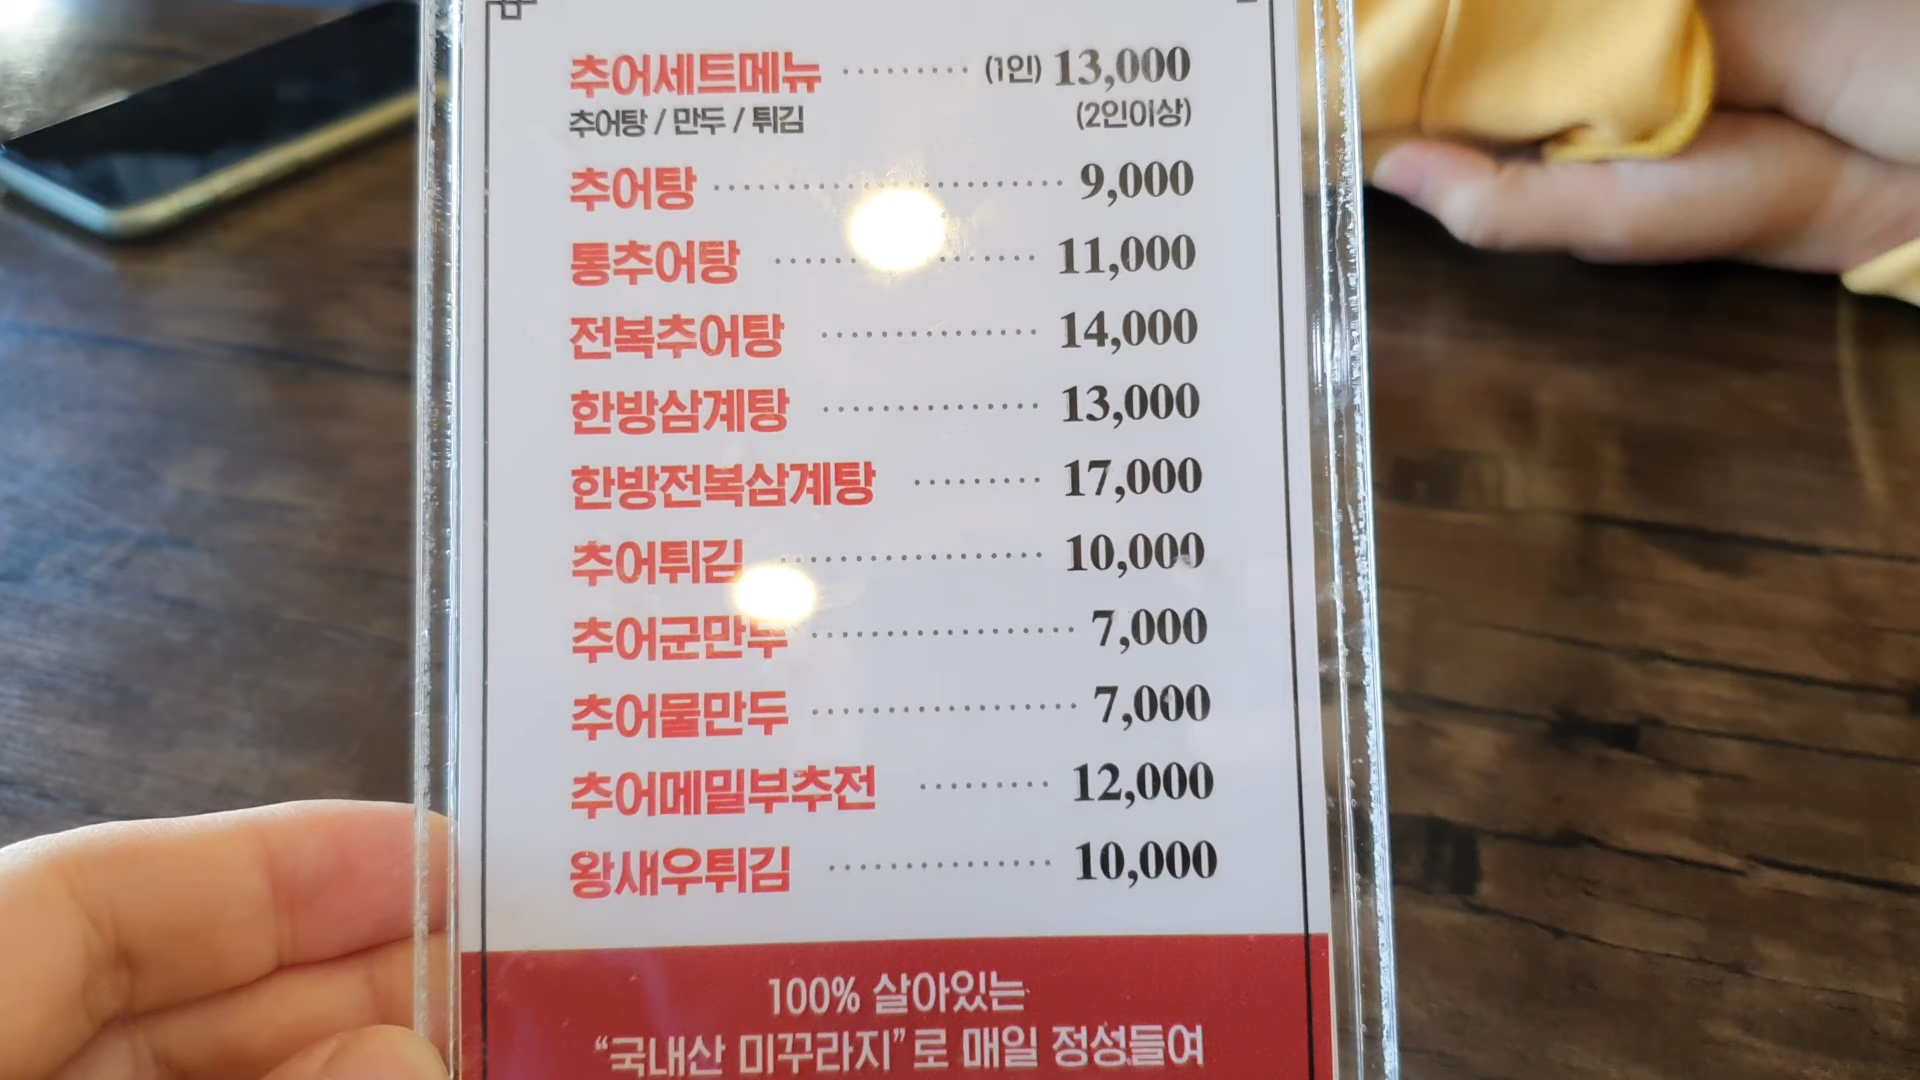 추어세트메뉴 ········· (1인) 13,000
추어탕 / 만두 / 튀김 (2인이상)
추어탕 ········· 9,000
통추어탕 ········· 11,000
전복추어탕 ········· 14,000
한방삼계탕 ········· 13,000
한방전복삼계탕 ········· 17,000
추어튀김 ········· 10,000
추어군만두 ········· 7,000
추어물만두 ········· 7,000
추어메밀부추전 ········· 12,000
왕새우튀김 ········· 10,000
100% 살아있는
“국내산 미꾸라지”로 매일 정성들여